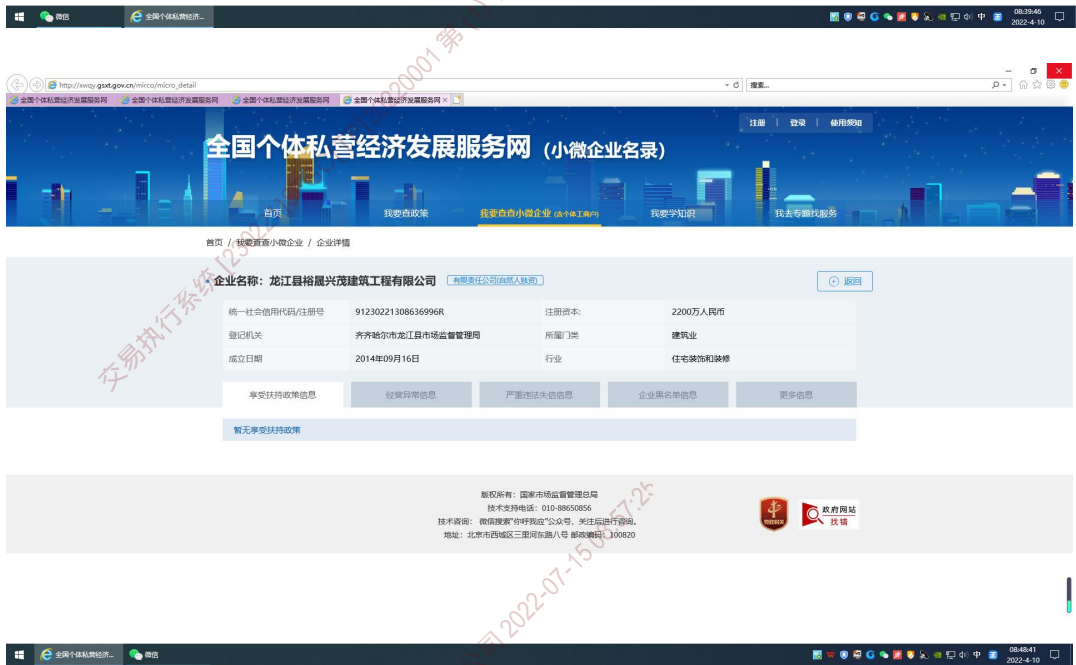 微信
全国个体私营经济...
08:39:46
2022-4-10
http://xwqy.gsxt.gov.cn/mirco/micro_detail
搜索...
全国个体私营经济发展服务网 全国个体私营经济发展服务网 全国个体私营经济发展服务网 全国个体私营经济发展服务网
注册 | 登录 | 使用须知
全国个体私营经济发展服务网 (小微企业名录)
首页 我要查政策 我要查查小微企业 (含个体工商户) 我要学知识 我去专题找服务
首页 / 我要查查小微企业 / 企业详情
企业名称: 龙江县裕晟兴茂建筑工程有限公司 有限责任公司(自然人独资) 返回
统一社会信用代码/注册号 91230221308636996R 注册资本: 2200万人民币
登记机关 齐齐哈尔市龙江县市场监督管理局 所属门类 建筑业
成立日期 2014年09月16日 行业 住宅装饰和装修
享受扶持政策信息 经营异常信息 严重违法失信信息 企业黑名单信息 更多信息
暂无享受扶持政策
版权所有: 国家市场监督管理总局
技术支持电话: 010-88650856
技术咨询: 微信搜索"你呼我应"公众号, 关注后进行咨询。
地址: 北京市西城区三里河东路八号 邮政编码: 100820
党政机关
政府网站
找错
交易执行系统
2022-07-15 08:57:25
全国个体私营经济...
微信
08:48:41
2022-4-10